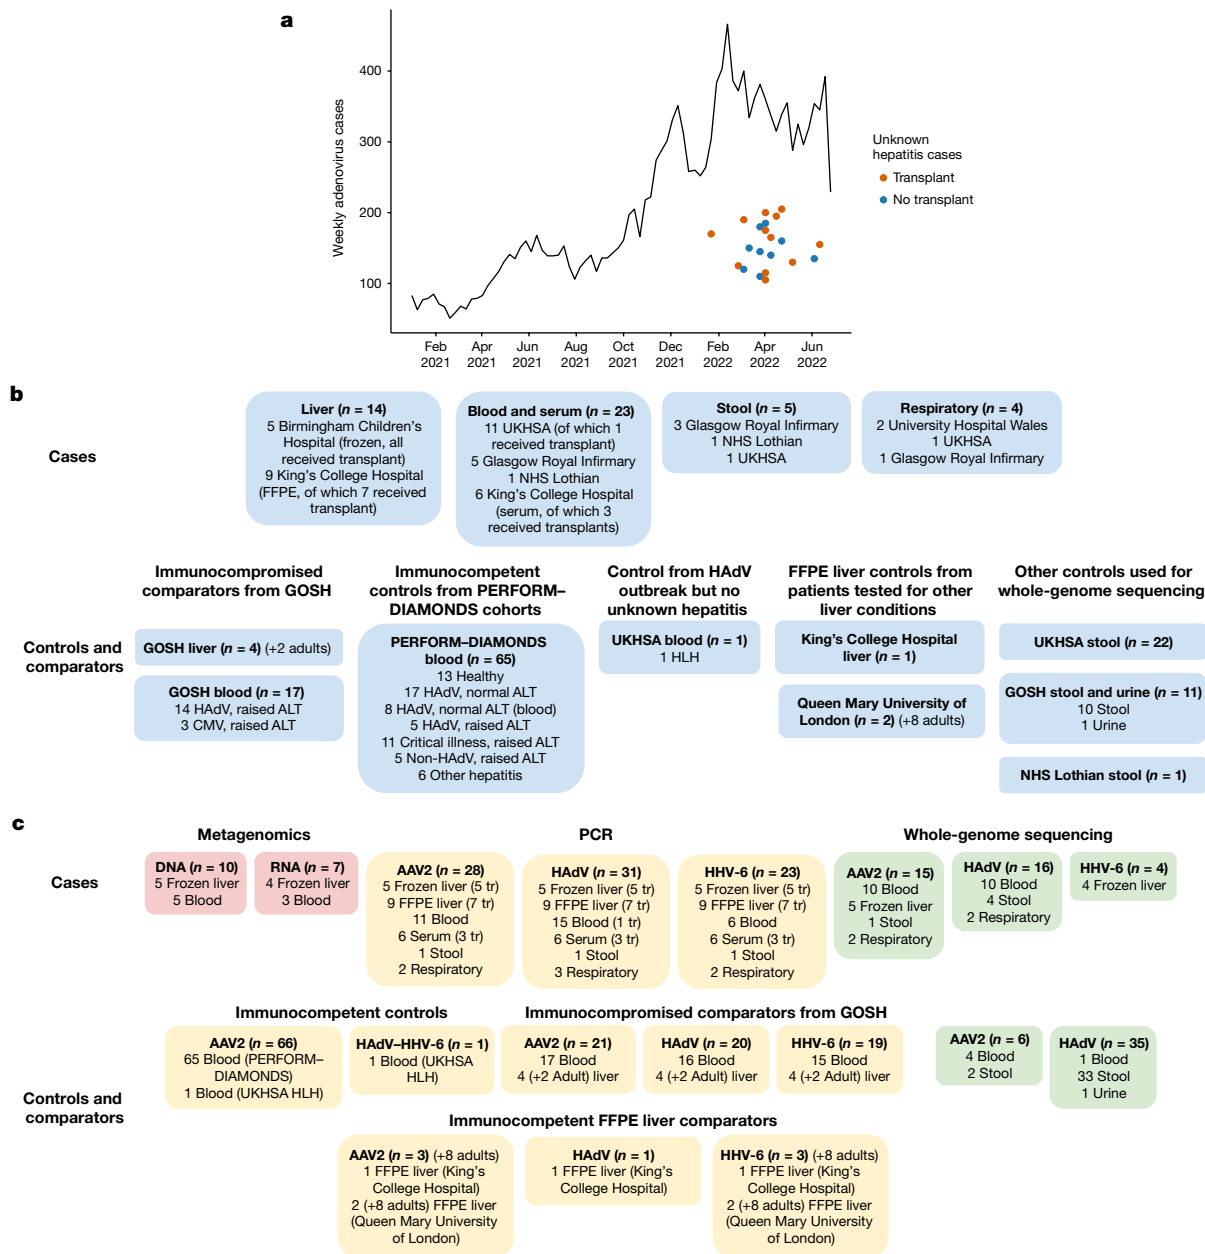 a
Weekly adenovirus cases
400
300
200
100
Feb
2021
Apr
2021
Jun
2021
Aug
2021
Oct
2021
Dec
2021
Feb
2022
Apr
2022
Jun
2022
Unknown
hepatitis cases
Transplant
No transplant
b
Cases
Liver (n = 14)
5 Birmingham Children's
Hospital (frozen, all
received transplant)
9 King's College Hospital
(FFPE, of which 7 received
transplant)
Blood and serum (n = 23)
11 UKHSA (of which 1
received transplant)
5 Glasgow Royal Infirmary
1 NHS Lothian
6 King's College Hospital
(serum, of which 3
received transplants)
Stool (n = 5)
3 Glasgow Royal Infirmary
1 NHS Lothian
1 UKHSA
Respiratory (n = 4)
2 University Hospital Wales
1 UKHSA
1 Glasgow Royal Infirmary
Controls and
comparators
Immunocompromised
comparators from GOSH
GOSH liver (n = 4) (+2 adults)
GOSH blood (n = 17)
14 HAdV, raised ALT
3 CMV, raised ALT
Immunocompetent
controls from PERFORM–
DIAMONDS cohorts
PERFORM–DIAMONDS
blood (n = 65)
13 Healthy
17 HAdV, normal ALT
8 HAdV, normal ALT (blood)
5 HAdV, raised ALT
11 Critical illness, raised ALT
5 Non-HAdV, raised ALT
6 Other hepatitis
Control from HAdV
outbreak but no
unknown hepatitis
UKHSA blood (n = 1)
1 HLH
FFPE liver controls from
patients tested for other
liver conditions
King's College Hospital
liver (n = 1)
Queen Mary University of
London (n = 2) (+8 adults)
Other controls used for
whole-genome sequencing
UKHSA stool (n = 22)
GOSH stool and urine (n = 11)
10 Stool
1 Urine
NHS Lothian stool (n = 1)
c
Metagenomics
PCR
Whole-genome sequencing
Cases
DNA (n = 10)
5 Frozen liver
5 Blood
RNA (n = 7)
4 Frozen liver
3 Blood
AAV2 (n = 28)
5 Frozen liver (5 tr)
9 FFPE liver (7 tr)
11 Blood
6 Serum (3 tr)
1 Stool
2 Respiratory
HAdV (n = 31)
5 Frozen liver (5 tr)
9 FFPE liver (7 tr)
15 Blood (1 tr)
6 Serum (3 tr)
1 Stool
3 Respiratory
HHV-6 (n = 23)
5 Frozen liver (5 tr)
9 FFPE liver (7 tr)
6 Blood
6 Serum (3 tr)
1 Stool
2 Respiratory
AAV2 (n = 15)
10 Blood
5 Frozen liver
1 Stool
2 Respiratory
HAdV (n = 16)
10 Blood
4 Stool
2 Respiratory
HHV-6 (n = 4)
4 Frozen liver
Controls and
comparators
Immunocompetent controls
AAV2 (n = 66)
65 Blood (PERFORM–
DIAMONDS)
1 Blood (UKHSA HLH)
HAdV–HHV-6 (n = 1)
1 Blood (UKHSA
HLH)
Immunocompromised comparators from GOSH
AAV2 (n = 21)
17 Blood
4 (+2 Adult) liver
HAdV (n = 20)
16 Blood
4 (+2 Adult) liver
HHV-6 (n = 19)
15 Blood
4 (+2 Adult) liver
AAV2 (n = 6)
4 Blood
2 Stool
HAdV (n = 35)
1 Blood
33 Stool
1 Urine
Immunocompetent FFPE liver comparators
AAV2 (n = 3) (+8 adults)
1 FFPE liver (King's
College Hospital)
2 (+8 adults) FFPE liver
(Queen Mary University
of London)
HAdV (n = 1)
1 FFPE liver (King's
College Hospital)
HHV-6 (n = 3) (+8 adults)
1 FFPE liver (King's
College Hospital)
2 (+8 adults) FFPE liver
(Queen Mary University
of London)